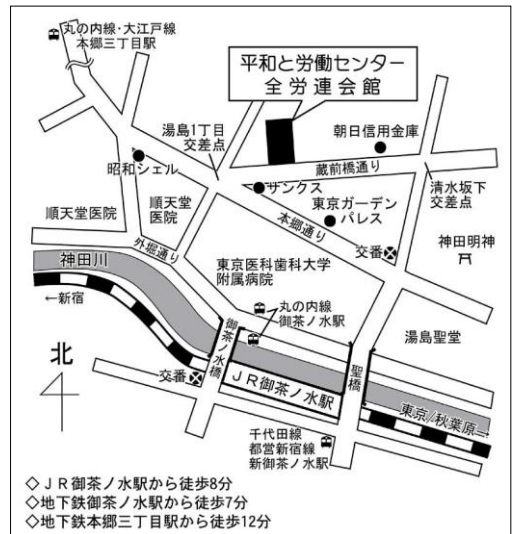 丸の内線・大江戸線
本郷三丁目駅
平和と労働センター
全労連会館
湯島1丁目
交差点
朝日信用金庫
昭和シェル
蔵前橋通り
サンクス
清水坂下
交差点
順天堂医院
順天堂
医院
東京ガーデン
パレス
本郷通り
外堀通り
交番
神田明神
神田川
東京医科歯科大学
附属病院
←新宿
丸の内線
御茶ノ水駅
湯島聖堂
御茶ノ水橋
聖橋
北
交番
JR御茶ノ水駅
東京/秋葉原→
千代田線
都営新宿線
新御茶ノ水駅
◇JR御茶ノ水駅から徒歩8分
◇地下鉄御茶ノ水駅から徒歩7分
◇地下鉄本郷三丁目駅から徒歩12分